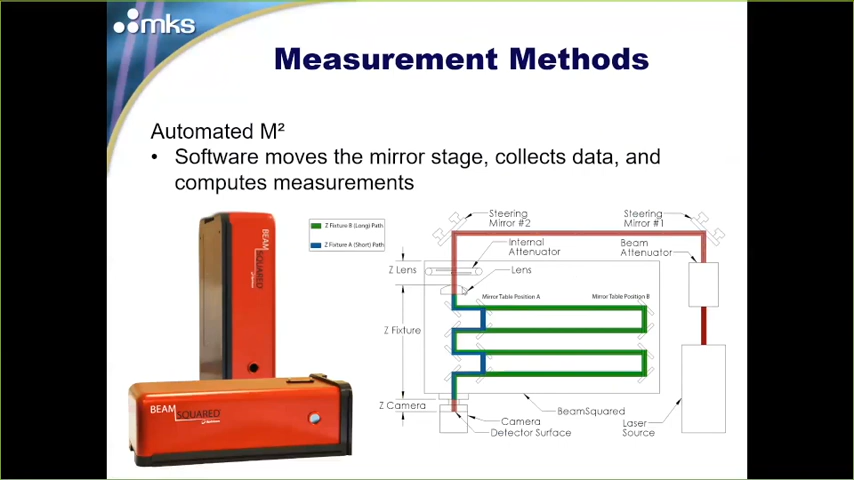 mks
Measurement Methods
Automated M²
• Software moves the mirror stage, collects data, and
computes measurements
Z Fixture B (Long) Path
Z Fixture A (Short) Path
Steering
Mirror #2
Steering
Mirror #1
Internal
Attenuator
Beam
Attenuator
Z Lens
Lens
Mirror Table Position A
Mirror Table Position B
Z Fixture
Z Camera
Camera
Detector Surface
BeamSquared
Laser
Source
BEAM
SQUARED
BEAM
SQUARED